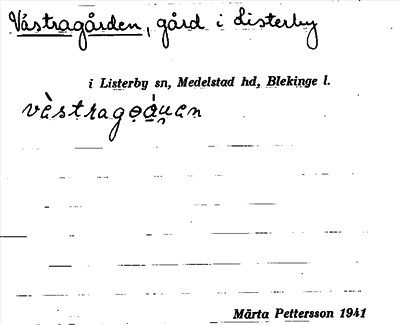 Västragården, gård i Listerby
i Listerby sn, Medelstad hd, Blekinge l.
Märta Pettersson 1941